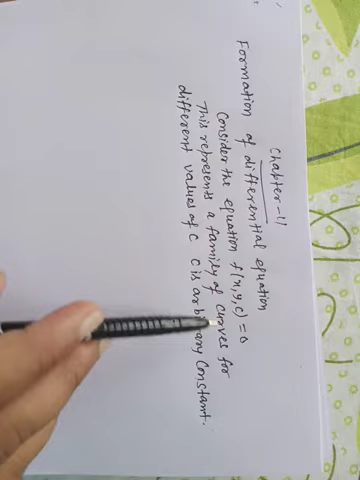 Chapter-11
Formation of differential equation
Consider the equation f(x,y,c) = 0
This represents a family of curves for
different values of c c is arbitrary constant.